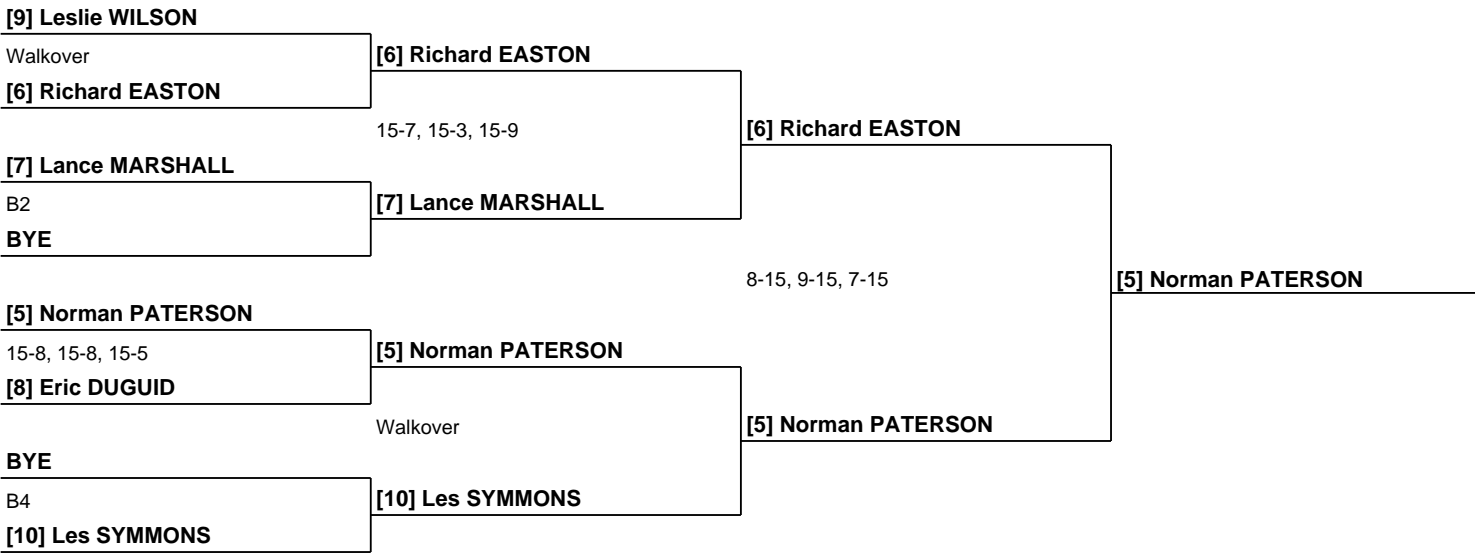 [9] Leslie WILSON
Walkover
[6] Richard EASTON
[6] Richard EASTON
15-7, 15-3, 15-9
[6] Richard EASTON
[7] Lance MARSHALL
B2
[7] Lance MARSHALL
BYE
8-15, 9-15, 7-15
[5] Norman PATERSON
[5] Norman PATERSON
15-8, 15-8, 15-5
[5] Norman PATERSON
[8] Eric DUGUID
Walkover
[5] Norman PATERSON
BYE
B4
[10] Les SYMMONS
[10] Les SYMMONS